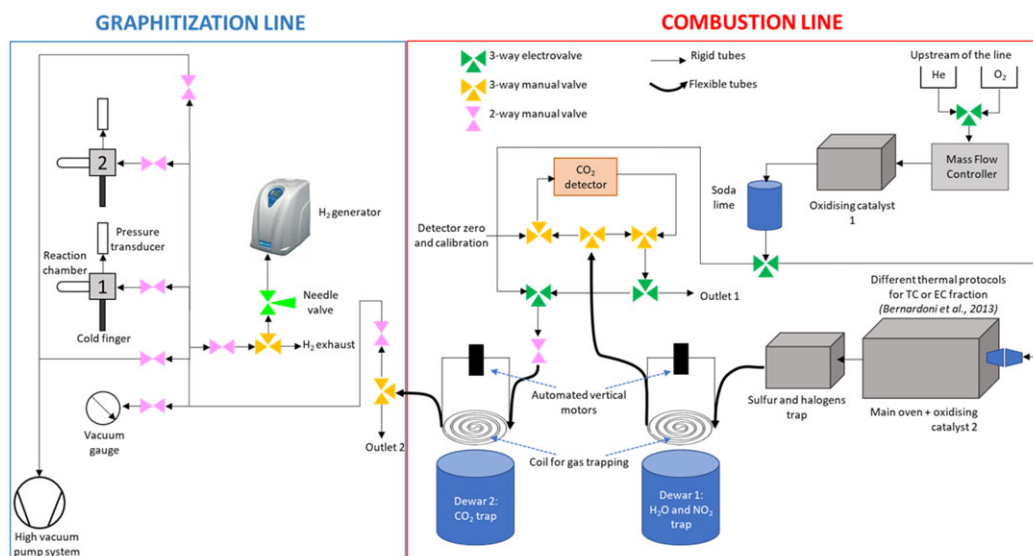 GRAPHITIZATION LINE
COMBUSTION LINE
3-way electrovalve
3-way manual valve
2-way manual valve
Rigid tubes
Flexible tubes
Upstream of the line
He
O₂
Mass Flow
Controller
Oxidising catalyst
1
Soda
lime
CO₂
detector
Detector zero
and calibration
Outlet 1
Different thermal protocols
for TC or EC fraction
(Bernardoni et al., 2013)
Main oven + oxidising
catalyst 2
Sulfur and halogens
trap
Automated vertical
motors
Coil for gas trapping
Dewar 2:
CO₂ trap
Dewar 1:
H₂O and NO₂
trap
2
H₂ generator
Pressure
transducer
Reaction
chamber
1
Cold finger
Needle
valve
H₂ exhaust
Outlet 2
Vacuum
gauge
High vacuum
pump system